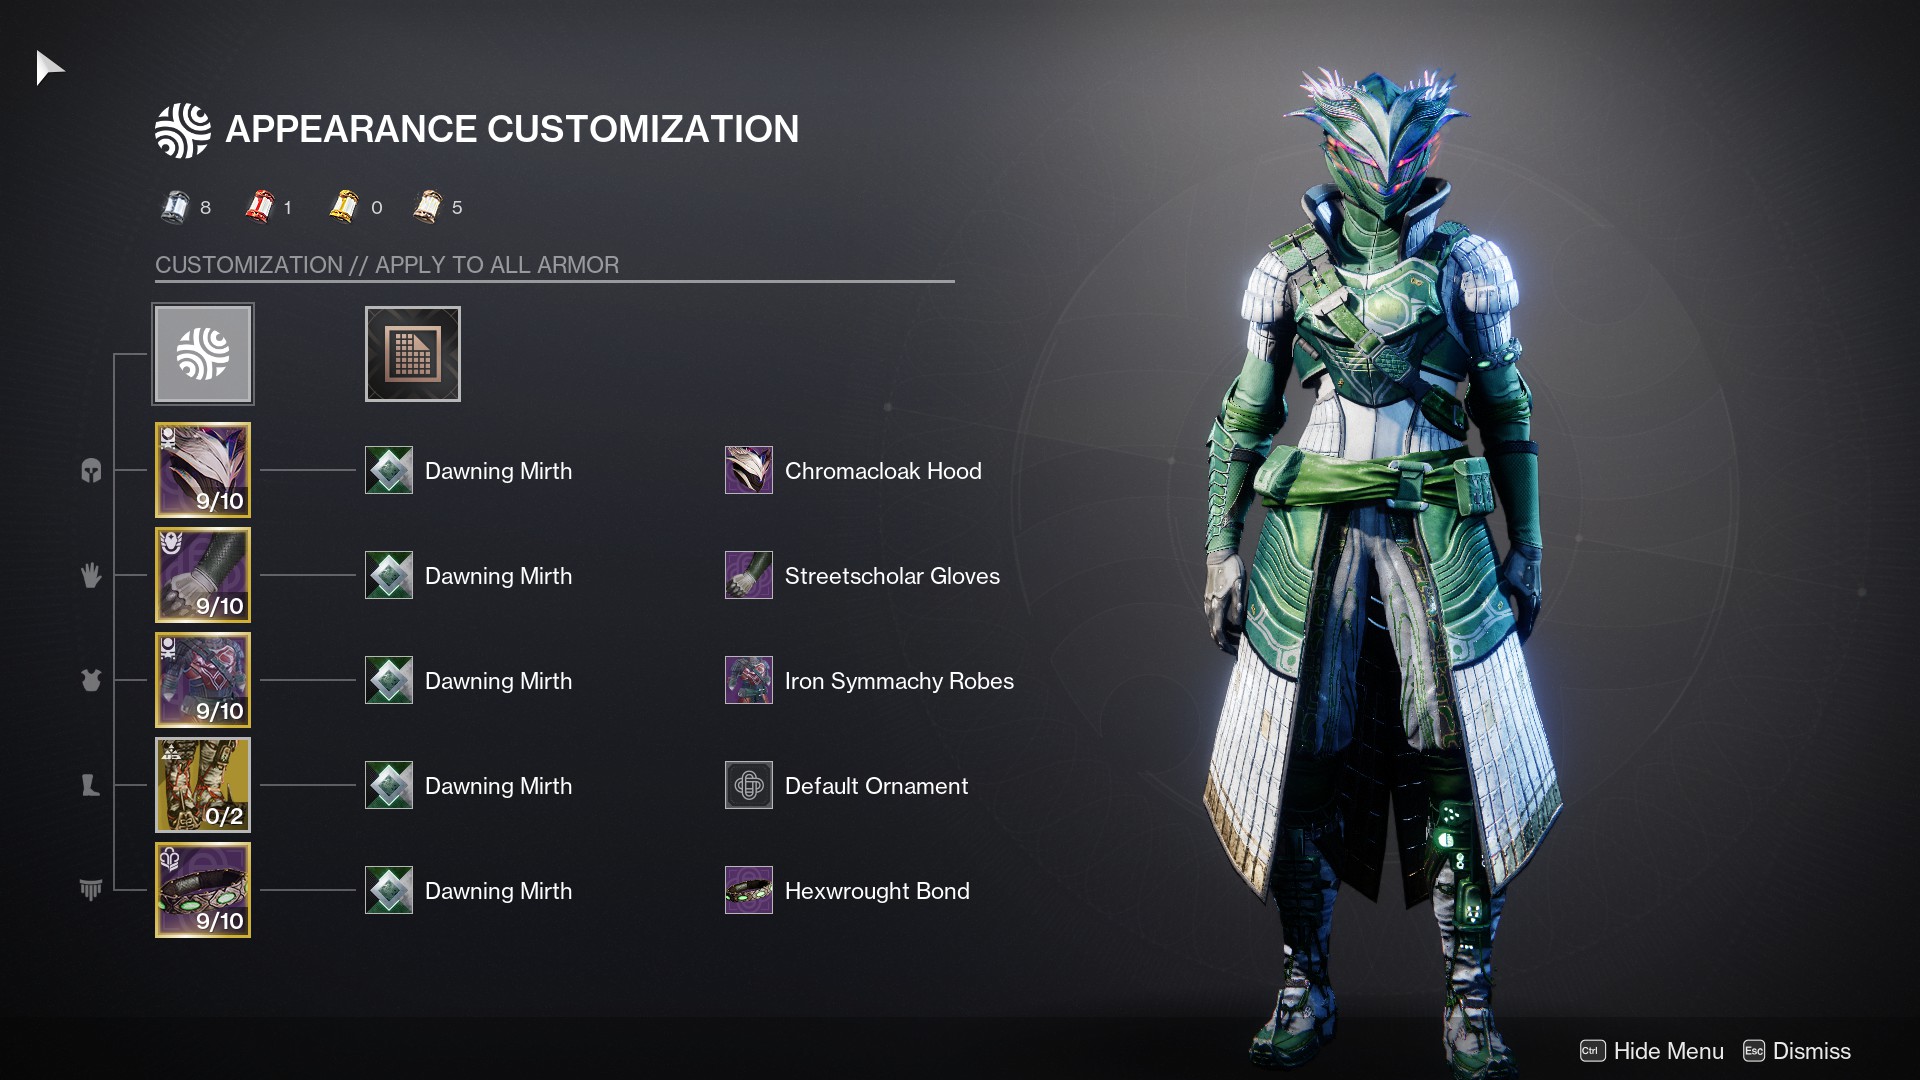 APPEARANCE CUSTOMIZATION
8 1 0 5
CUSTOMIZATION // APPLY TO ALL ARMOR
9/10 Dawning Mirth Chromacloak Hood
9/10 Dawning Mirth Streetscholar Gloves
9/10 Dawning Mirth Iron Symmachy Robes
0/2 Dawning Mirth Default Ornament
9/10 Dawning Mirth Hexwrought Bond
Ctrl Hide Menu Esc Dismiss